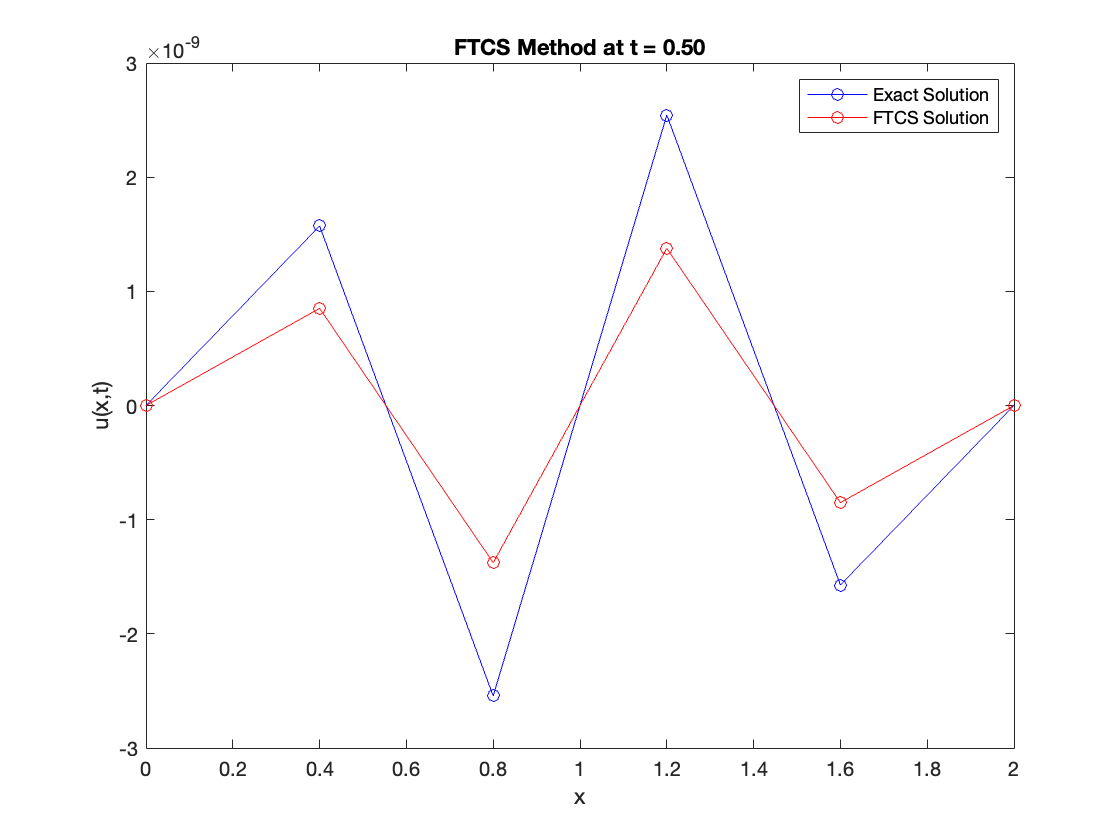 FTCS Method at t = 0.50
×10-9
Exact Solution
FTCS Solution
u(x,t)
3
2
1
0
-1
-2
-3
0 0.2 0.4 0.6 0.8 1 1.2 1.4 1.6 1.8 2
x